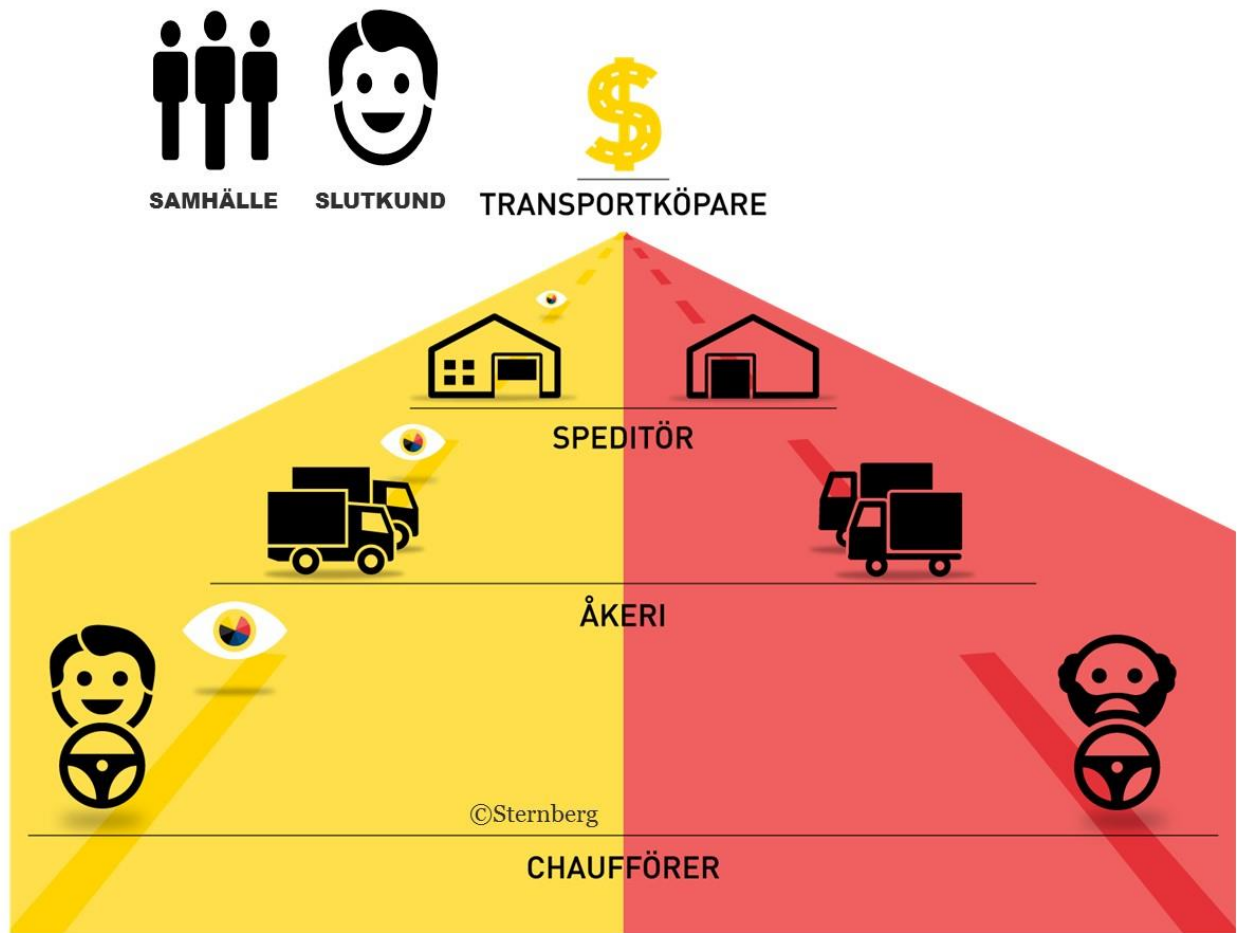 SAMHÄLLE
SLUTKUND
TRANSPORTKÖPARE
SPEDITÖR
ÅKERI
©Sternberg
CHAUFFÖRER